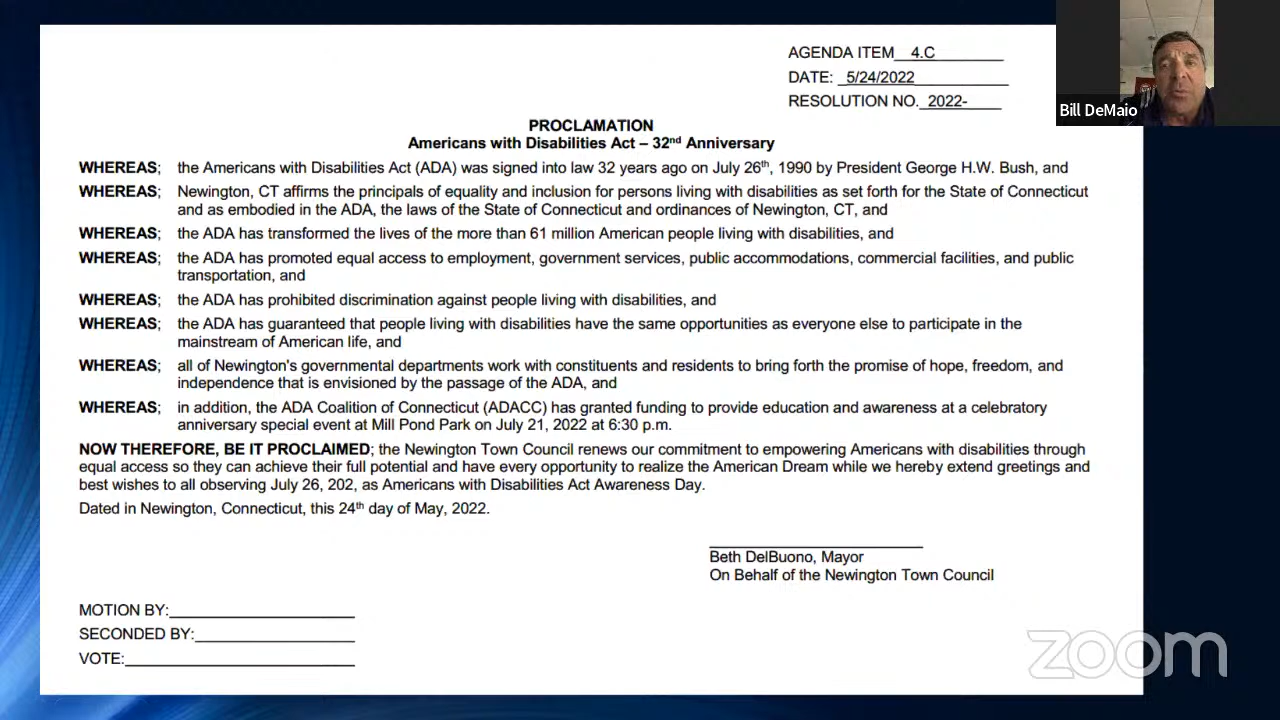 AGENDA ITEM__4.C________
DATE: _5/24/2022___________
RESOLUTION NO._2022-____
Bill DeMaio
PROCLAMATION
Americans with Disabilities Act – 32nd Anniversary
WHEREAS; the Americans with Disabilities Act (ADA) was signed into law 32 years ago on July 26th, 1990 by President George H.W. Bush, and
WHEREAS; Newington, CT affirms the principals of equality and inclusion for persons living with disabilities as set forth for the State of Connecticut
and as embodied in the ADA, the laws of the State of Connecticut and ordinances of Newington, CT, and
WHEREAS; the ADA has transformed the lives of the more than 61 million American people living with disabilities, and
WHEREAS; the ADA has promoted equal access to employment, government services, public accommodations, commercial facilities, and public
transportation, and
WHEREAS; the ADA has prohibited discrimination against people living with disabilities, and
WHEREAS; the ADA has guaranteed that people living with disabilities have the same opportunities as everyone else to participate in the
mainstream of American life, and
WHEREAS; all of Newington's governmental departments work with constituents and residents to bring forth the promise of hope, freedom, and
independence that is envisioned by the passage of the ADA, and
WHEREAS; in addition, the ADA Coalition of Connecticut (ADACC) has granted funding to provide education and awareness at a celebratory
anniversary special event at Mill Pond Park on July 21, 2022 at 6:30 p.m.
NOW THEREFORE, BE IT PROCLAIMED; the Newington Town Council renews our commitment to empowering Americans with disabilities through
equal access so they can achieve their full potential and have every opportunity to realize the American Dream while we hereby extend greetings and
best wishes to all observing July 26, 202, as Americans with Disabilities Act Awareness Day.
Dated in Newington, Connecticut, this 24th day of May, 2022.
Beth DelBuono, Mayor
On Behalf of the Newington Town Council
MOTION BY:______________________
SECONDED BY:___________________
VOTE:___________________________
zoom